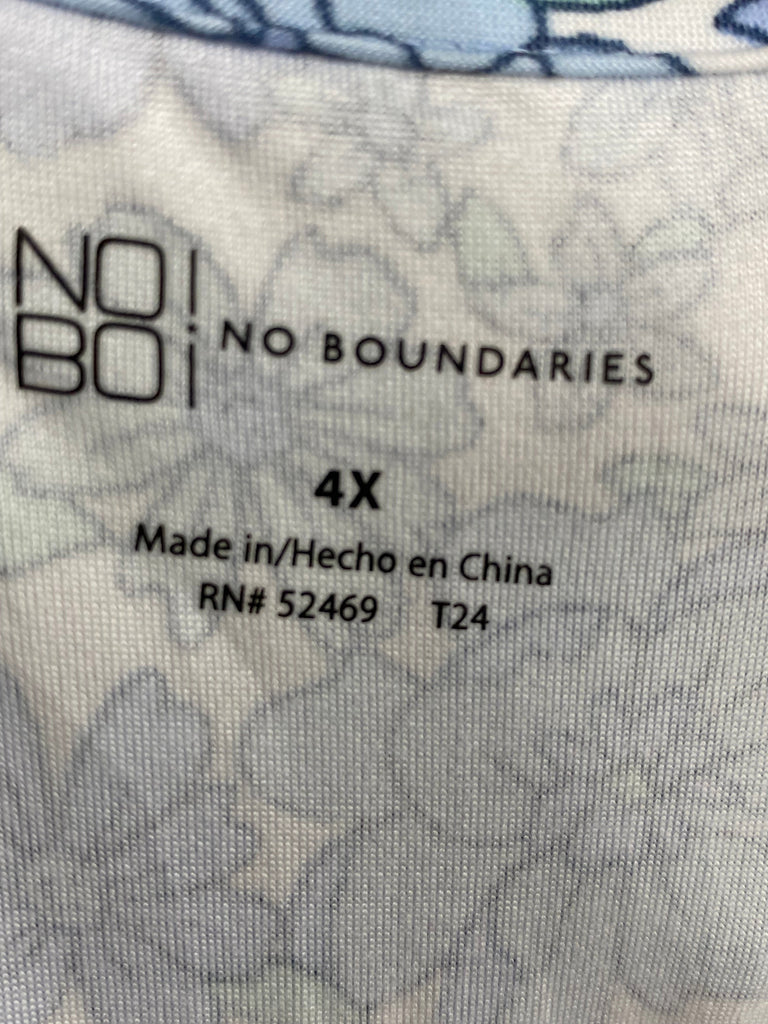 NO
BO
NO BOUNDARIES
4X
Made in/Hecho en China
RN# 52469 T24